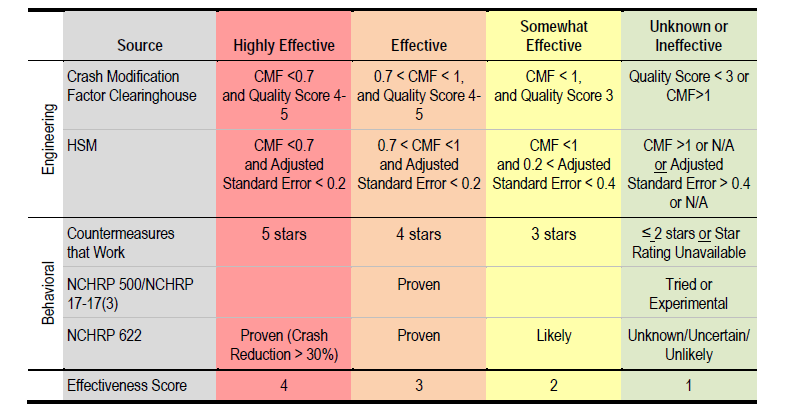 Source
Highly Effective
Effective
Somewhat
Effective
Unknown or
Ineffective
Engineering
Crash Modification
Factor Clearinghouse
CMF <0.7
and Quality Score 4-
5
0.7 < CMF < 1,
and Quality Score 4-
5
CMF < 1,
and Quality Score 3
Quality Score < 3 or
CMF>1
HSM
CMF <0.7
and Adjusted
Standard Error < 0.2
0.7 < CMF <1
and Adjusted
Standard Error < 0.2
CMF <1
and 0.2 < Adjusted
Standard Error < 0.4
CMF >1 or N/A
or Adjusted
Standard Error > 0.4
or N/A
Behavioral
Countermeasures
that Work
5 stars
4 stars
3 stars
≤ 2 stars or Star
Rating Unavailable
NCHRP 500/NCHRP
17-17(3)
Proven
Tried or
Experimental
NCHRP 622
Proven (Crash
Reduction > 30%)
Proven
Likely
Unknown/Uncertain/
Unlikely
Effectiveness Score
4
3
2
1